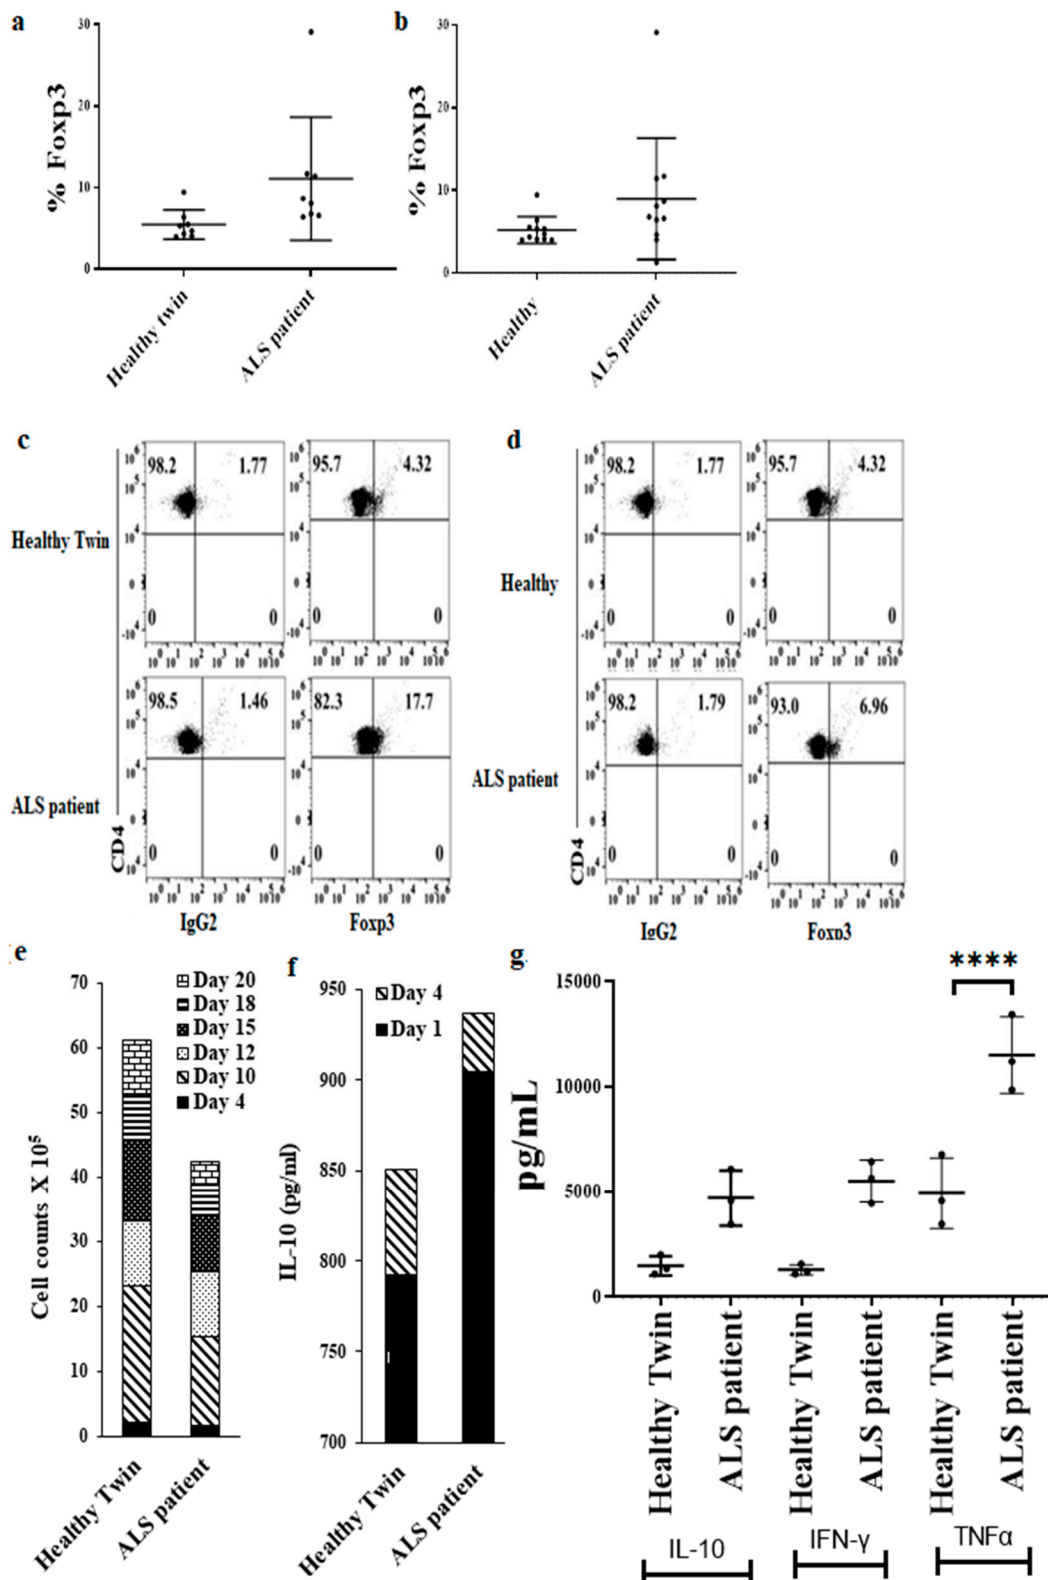 a
b
30
20
10
0
% Foxp3
Healthy twin
ALS patient
30
20
10
0
% Foxp3
Healthy
ALS patient
c
d
Healthy Twin
98.2 1.77
0 0
95.7 4.32
0 0
ALS patient
98.5 1.46
0 0
82.3 17.7
0 0
CD4
IgG2
Foxp3
Healthy
98.2 1.77
0 0
95.7 4.32
0 0
ALS patient
98.2 1.79
0 0
93.0 6.96
0 0
CD4
IgG2
Foxp3
e
70
60
50
40
30
20
10
0
Cell counts X 10⁵
Day 20
Day 18
Day 15
Day 12
Day 10
Day 4
Healthy Twin
ALS patient
f
950
900
850
800
750
700
IL-10 (pg/ml)
Day 4
Day 1
Healthy Twin
ALS patient
g
15000
10000
5000
0
pg/mL
****
Healthy Twin
ALS patient
Healthy Twin
ALS patient
Healthy Twin
ALS patient
IL-10
IFN-γ
TNFα